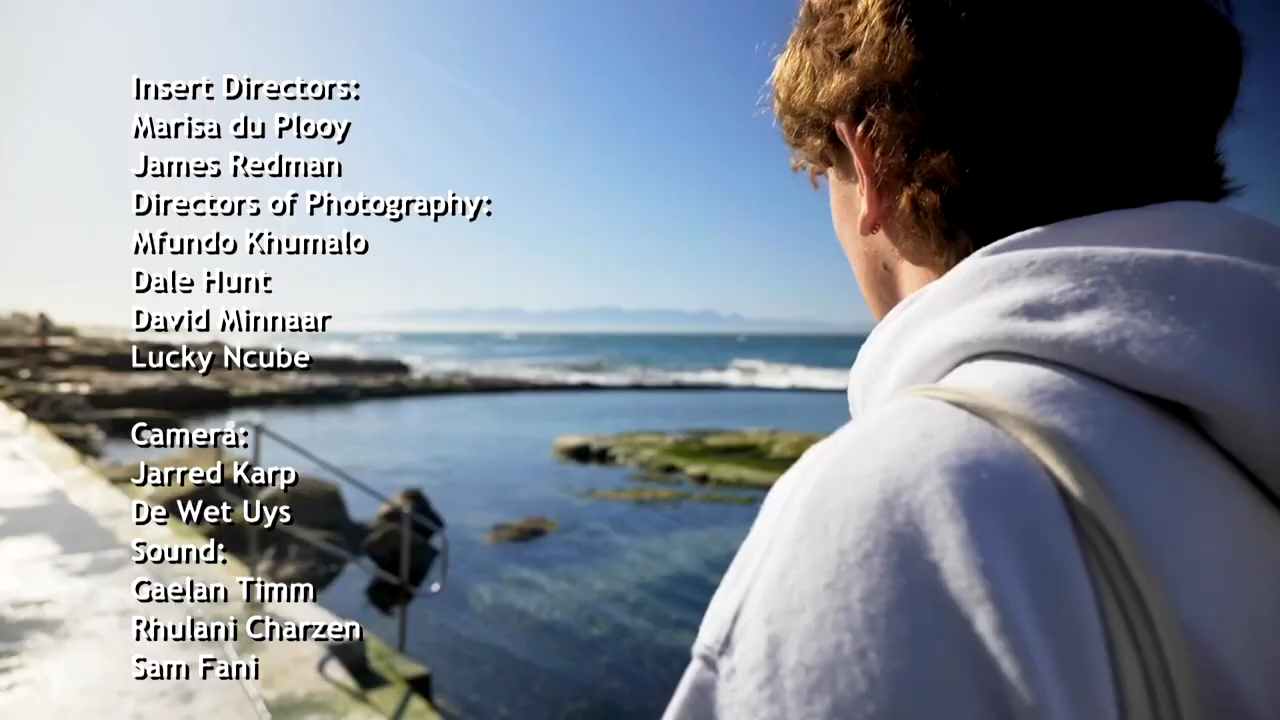 Insert Directors:
Marisa du Plooy
James Redman
Directors of Photography:
Mfundo Khumalo
Dale Hunt
David Minnaar
Lucky Ncube
Camera:
Jarred Karp
De Wet Uys
Sound:
Gaelan Timm
Rhulani Charzen
Sam Fani